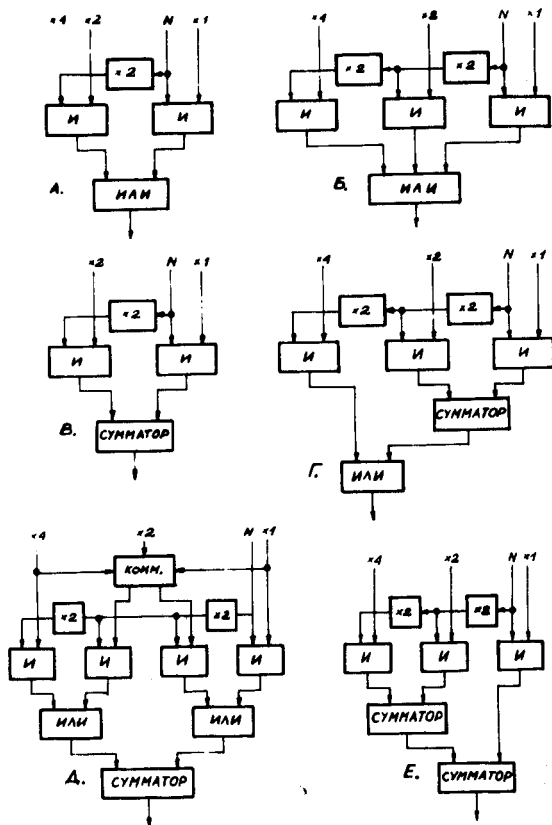 ×4 ×2 N ×1
×2
И И
А. ИЛИ
×4 ×2 N ×1
×2 ×2
И И И
Б. ИЛИ
×2 N ×1
×2
И И
В. СУММАТОР
×4 ×2 N ×1
×2 ×2
И И И
СУММАТОР
ИЛИ Г.
×4 ×2 N ×1
КОММ.
×2 ×2
И И И И
ИЛИ ИЛИ
Д. СУММАТОР
×4 ×2 N ×1
×2 ×2
И И И
СУММАТОР
Е. СУММАТОР